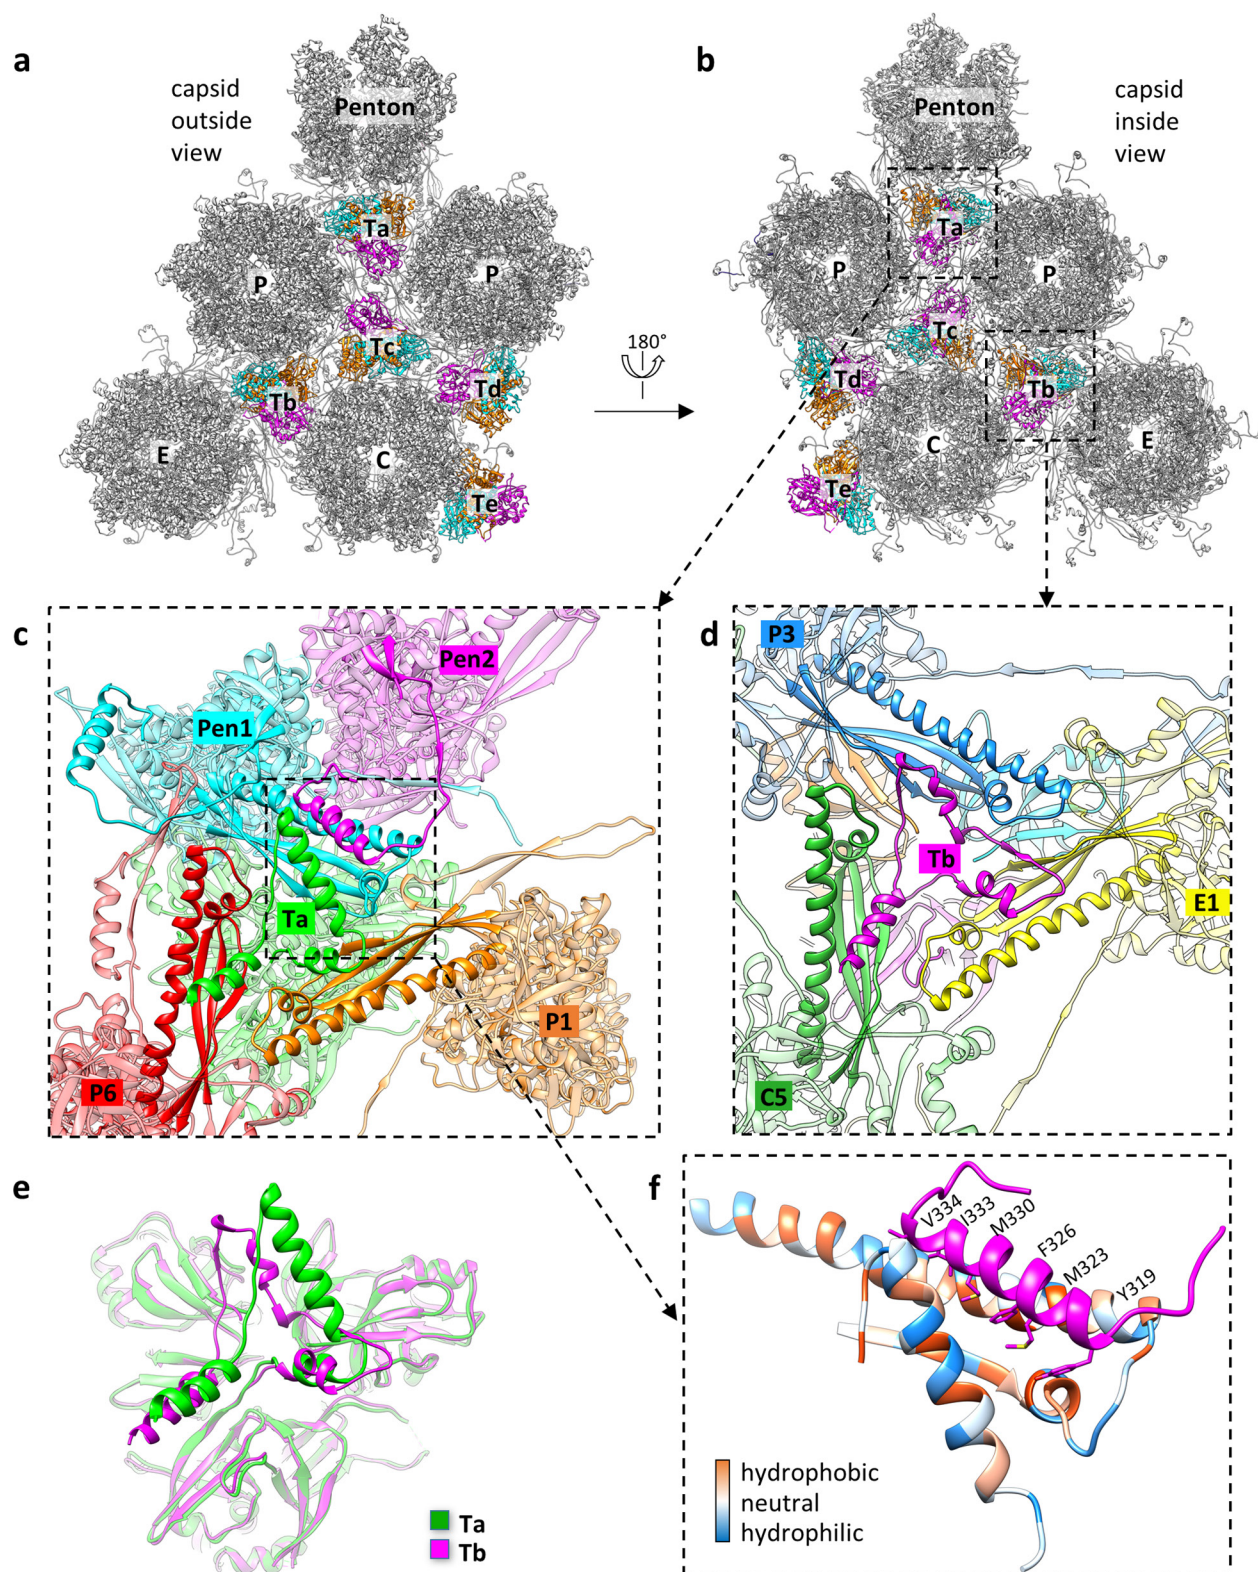 a
capsid
outside
view
Penton
Ta
P
P
Tc
Tb
Td
E
C
Te
180°
b
capsid
inside
view
Penton
Ta
P
P
Tc
Td
Tb
C
E
Te
c
Pen2
Pen1
Ta
P1
P6
d
P3
Tb
E1
C5
e
Ta
Tb
f
V334
I333
M330
F326
M323
Y319
hydrophobic
neutral
hydrophilic